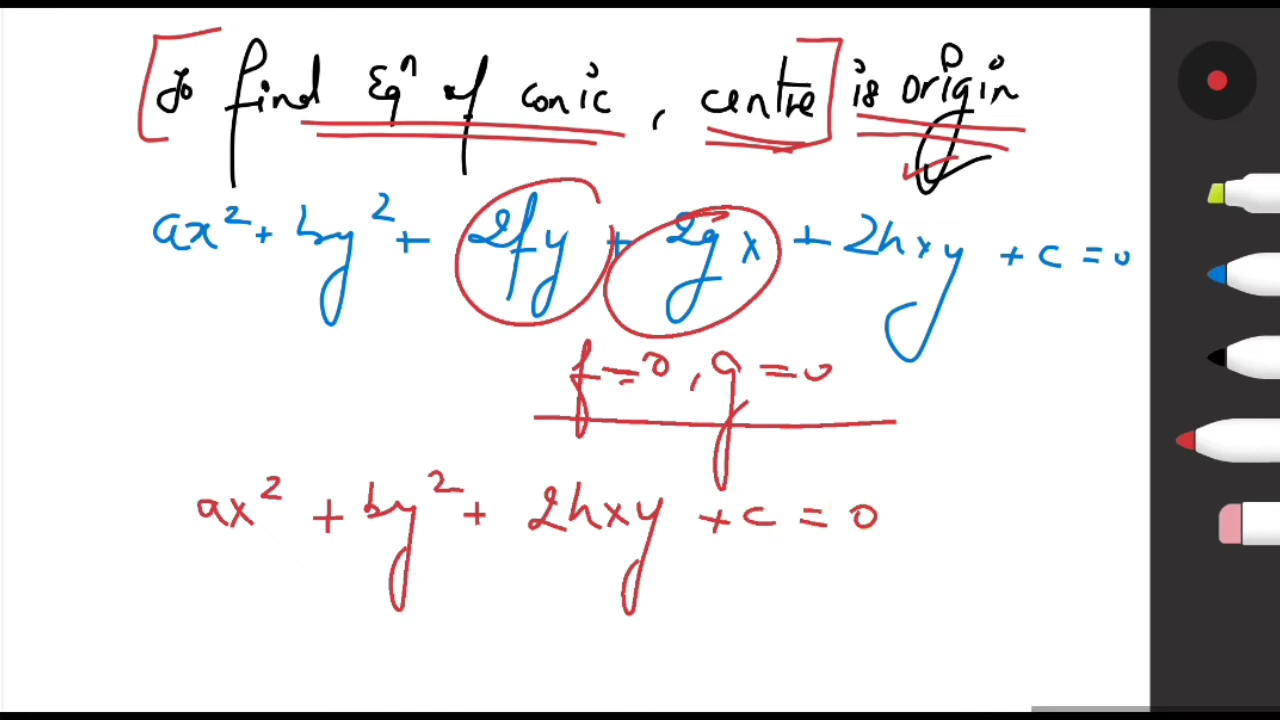 To find Eqⁿ of conic, centre is origin
ax² + by² + 2fy + 2gx + 2hxy + c = 0
f = 0, g = 0
ax² + by² + 2hxy + c = 0